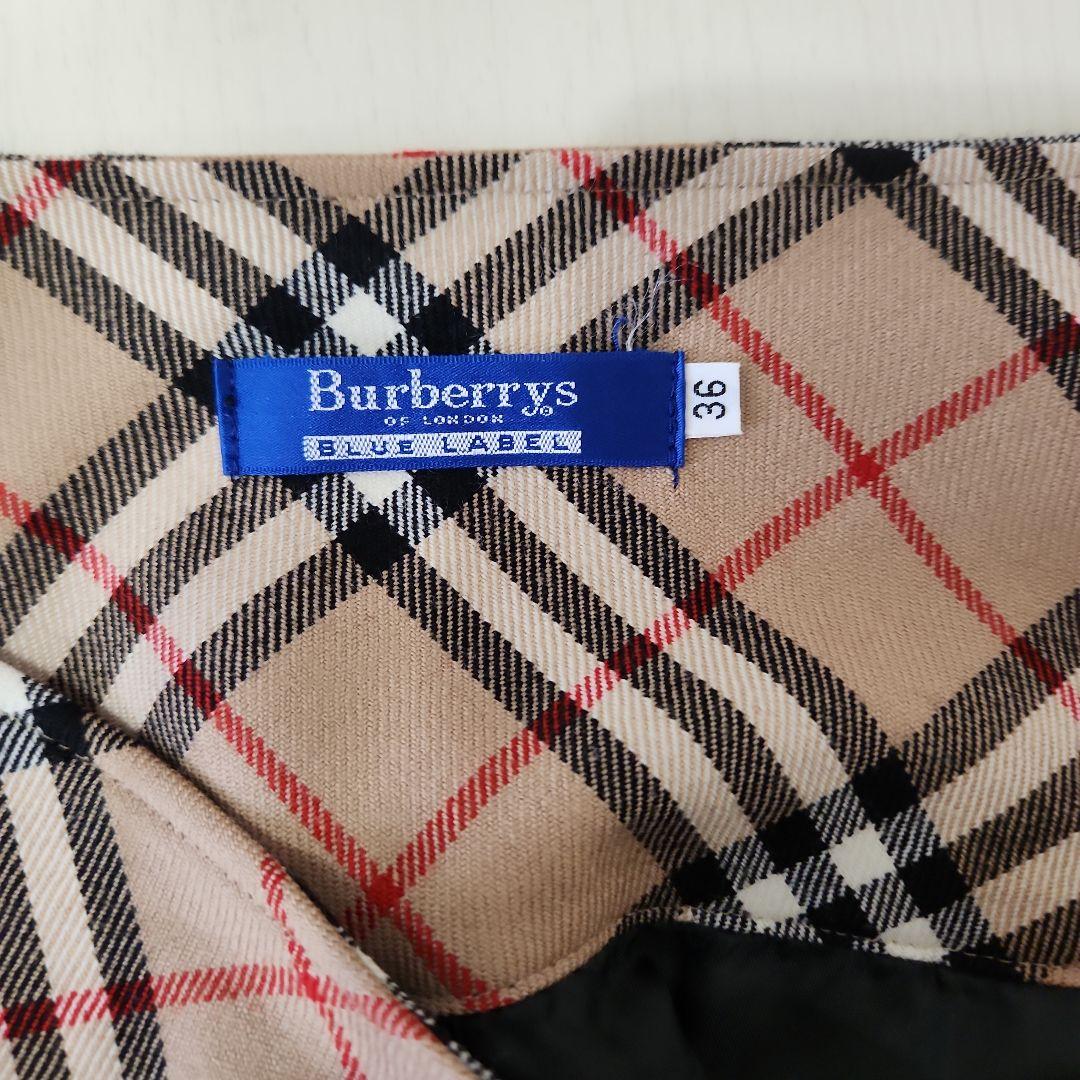 Burberrys®
OF LONDON
BLUE LABEL
36